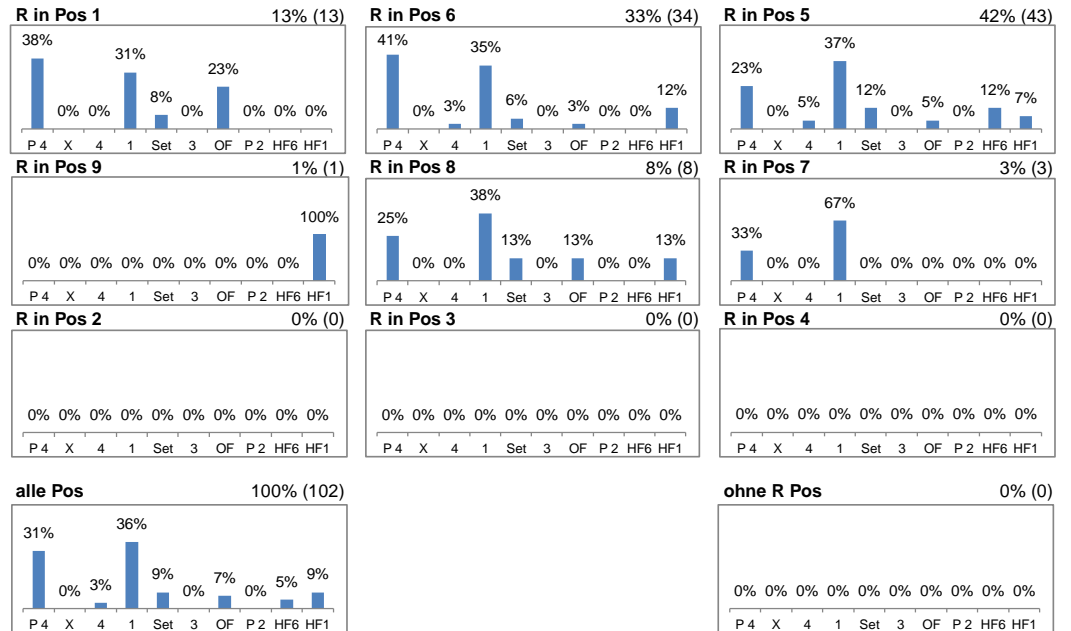 R in Pos 1 13% (13)
38% 0% 0% 31% 8% 0% 23% 0% 0% 0%
P 4 X 4 1 Set 3 OF P 2 HF6 HF1
R in Pos 6 33% (34)
41% 0% 3% 35% 6% 0% 3% 0% 0% 12%
P 4 X 4 1 Set 3 OF P 2 HF6 HF1
R in Pos 5 42% (43)
23% 0% 5% 37% 12% 0% 5% 0% 12% 7%
P 4 X 4 1 Set 3 OF P 2 HF6 HF1
R in Pos 9 1% (1)
0% 0% 0% 0% 0% 0% 0% 0% 0% 100%
P 4 X 4 1 Set 3 OF P 2 HF6 HF1
R in Pos 8 8% (8)
25% 0% 0% 38% 13% 0% 13% 0% 0% 13%
P 4 X 4 1 Set 3 OF P 2 HF6 HF1
R in Pos 7 3% (3)
33% 0% 0% 67% 0% 0% 0% 0% 0% 0%
P 4 X 4 1 Set 3 OF P 2 HF6 HF1
R in Pos 2 0% (0)
0% 0% 0% 0% 0% 0% 0% 0% 0% 0%
P 4 X 4 1 Set 3 OF P 2 HF6 HF1
R in Pos 3 0% (0)
0% 0% 0% 0% 0% 0% 0% 0% 0% 0%
P 4 X 4 1 Set 3 OF P 2 HF6 HF1
R in Pos 4 0% (0)
0% 0% 0% 0% 0% 0% 0% 0% 0% 0%
P 4 X 4 1 Set 3 OF P 2 HF6 HF1
alle Pos 100% (102)
31% 0% 3% 36% 9% 0% 7% 0% 5% 9%
P 4 X 4 1 Set 3 OF P 2 HF6 HF1
ohne R Pos 0% (0)
0% 0% 0% 0% 0% 0% 0% 0% 0% 0%
P 4 X 4 1 Set 3 OF P 2 HF6 HF1